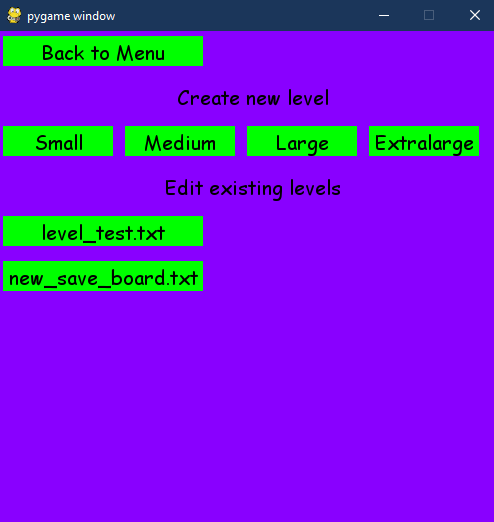 pygame window
Back to Menu
Create new level
Small Medium Large Extralarge
Edit existing levels
level_test.txt
new_save_board.txt